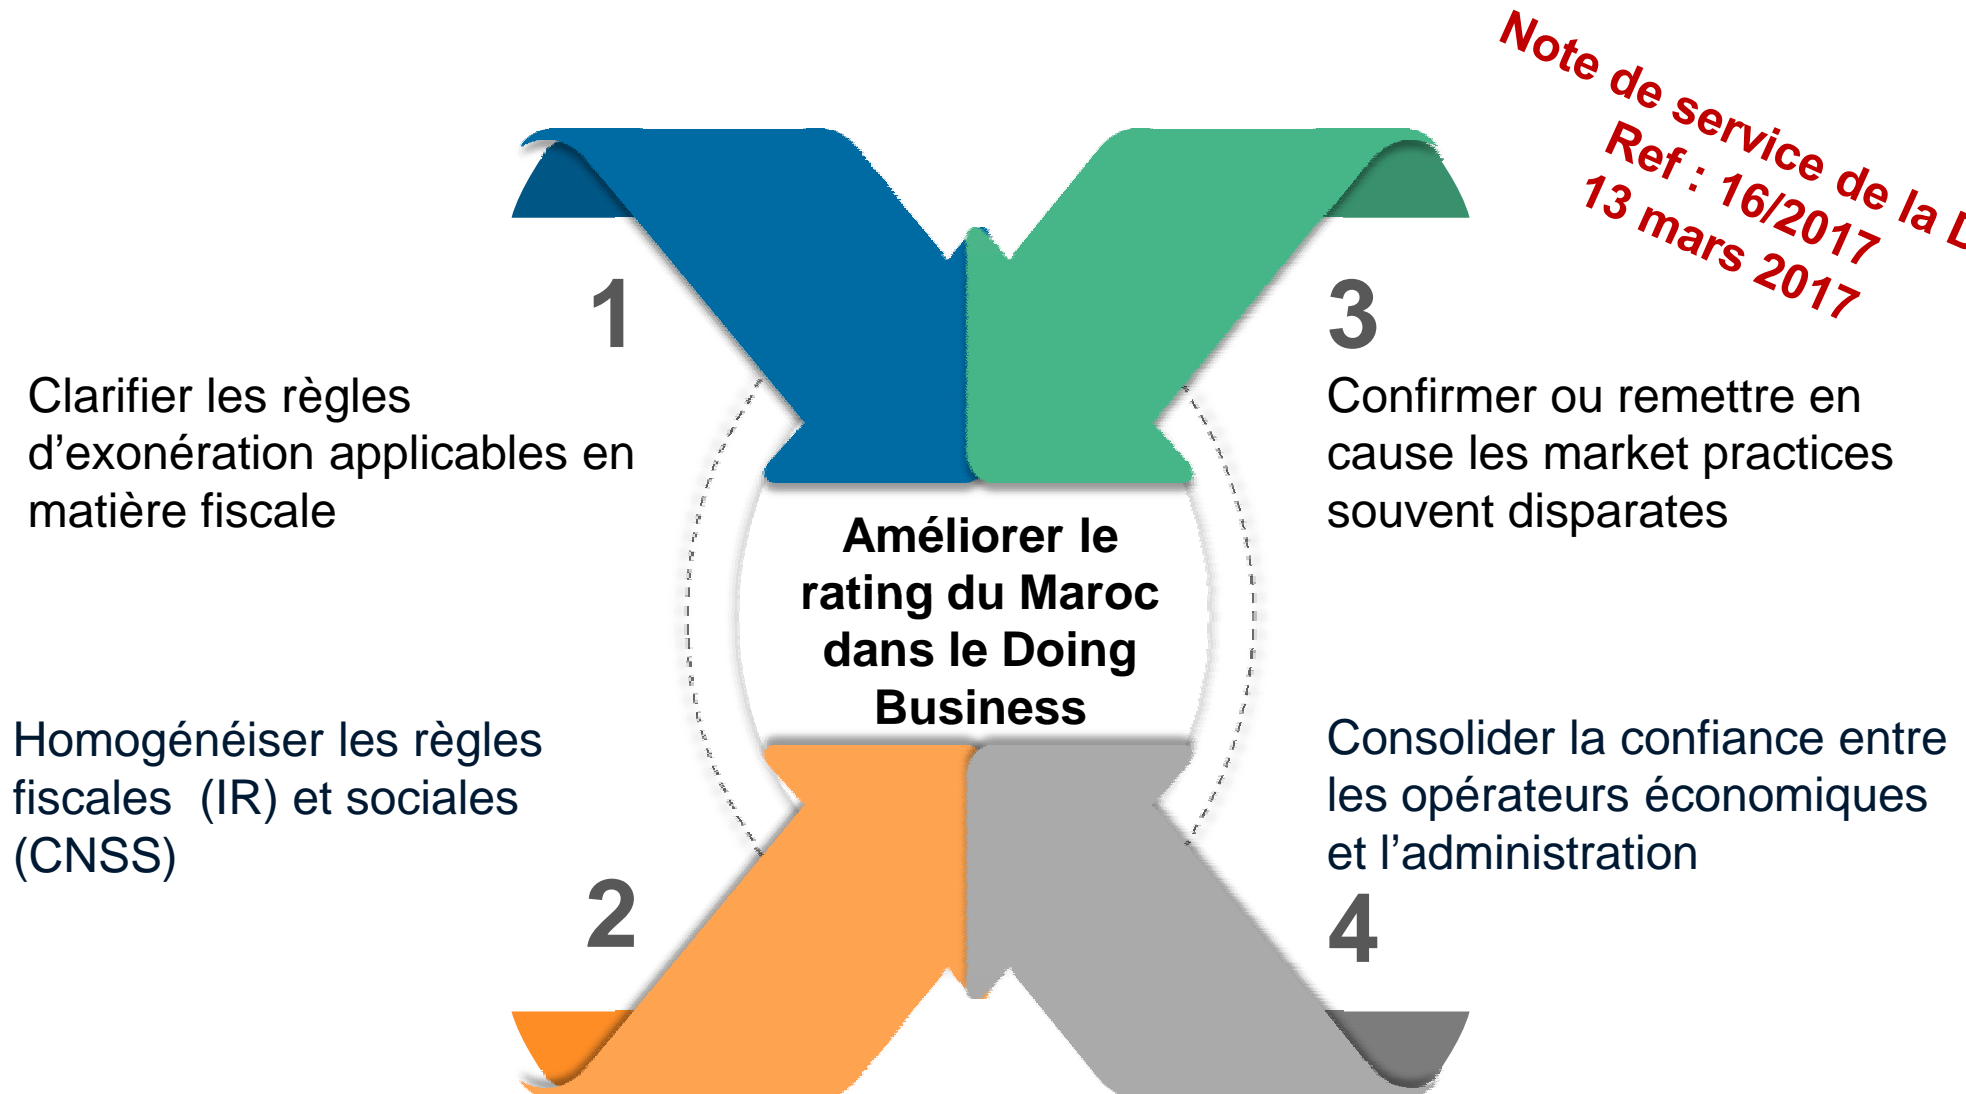 Note de service de la
Ref : 16/2017
13 mars 2017
1
Clarifier les règles
d’exonération applicables en
matière fiscale
2
Homogénéiser les règles
fiscales  (IR) et sociales
(CNSS)
3
Confirmer ou remettre en
cause les market practices
souvent disparates
4
Consolider la confiance entre
les opérateurs économiques
et l’administration
Améliorer le
rating du Maroc
dans le Doing
Business